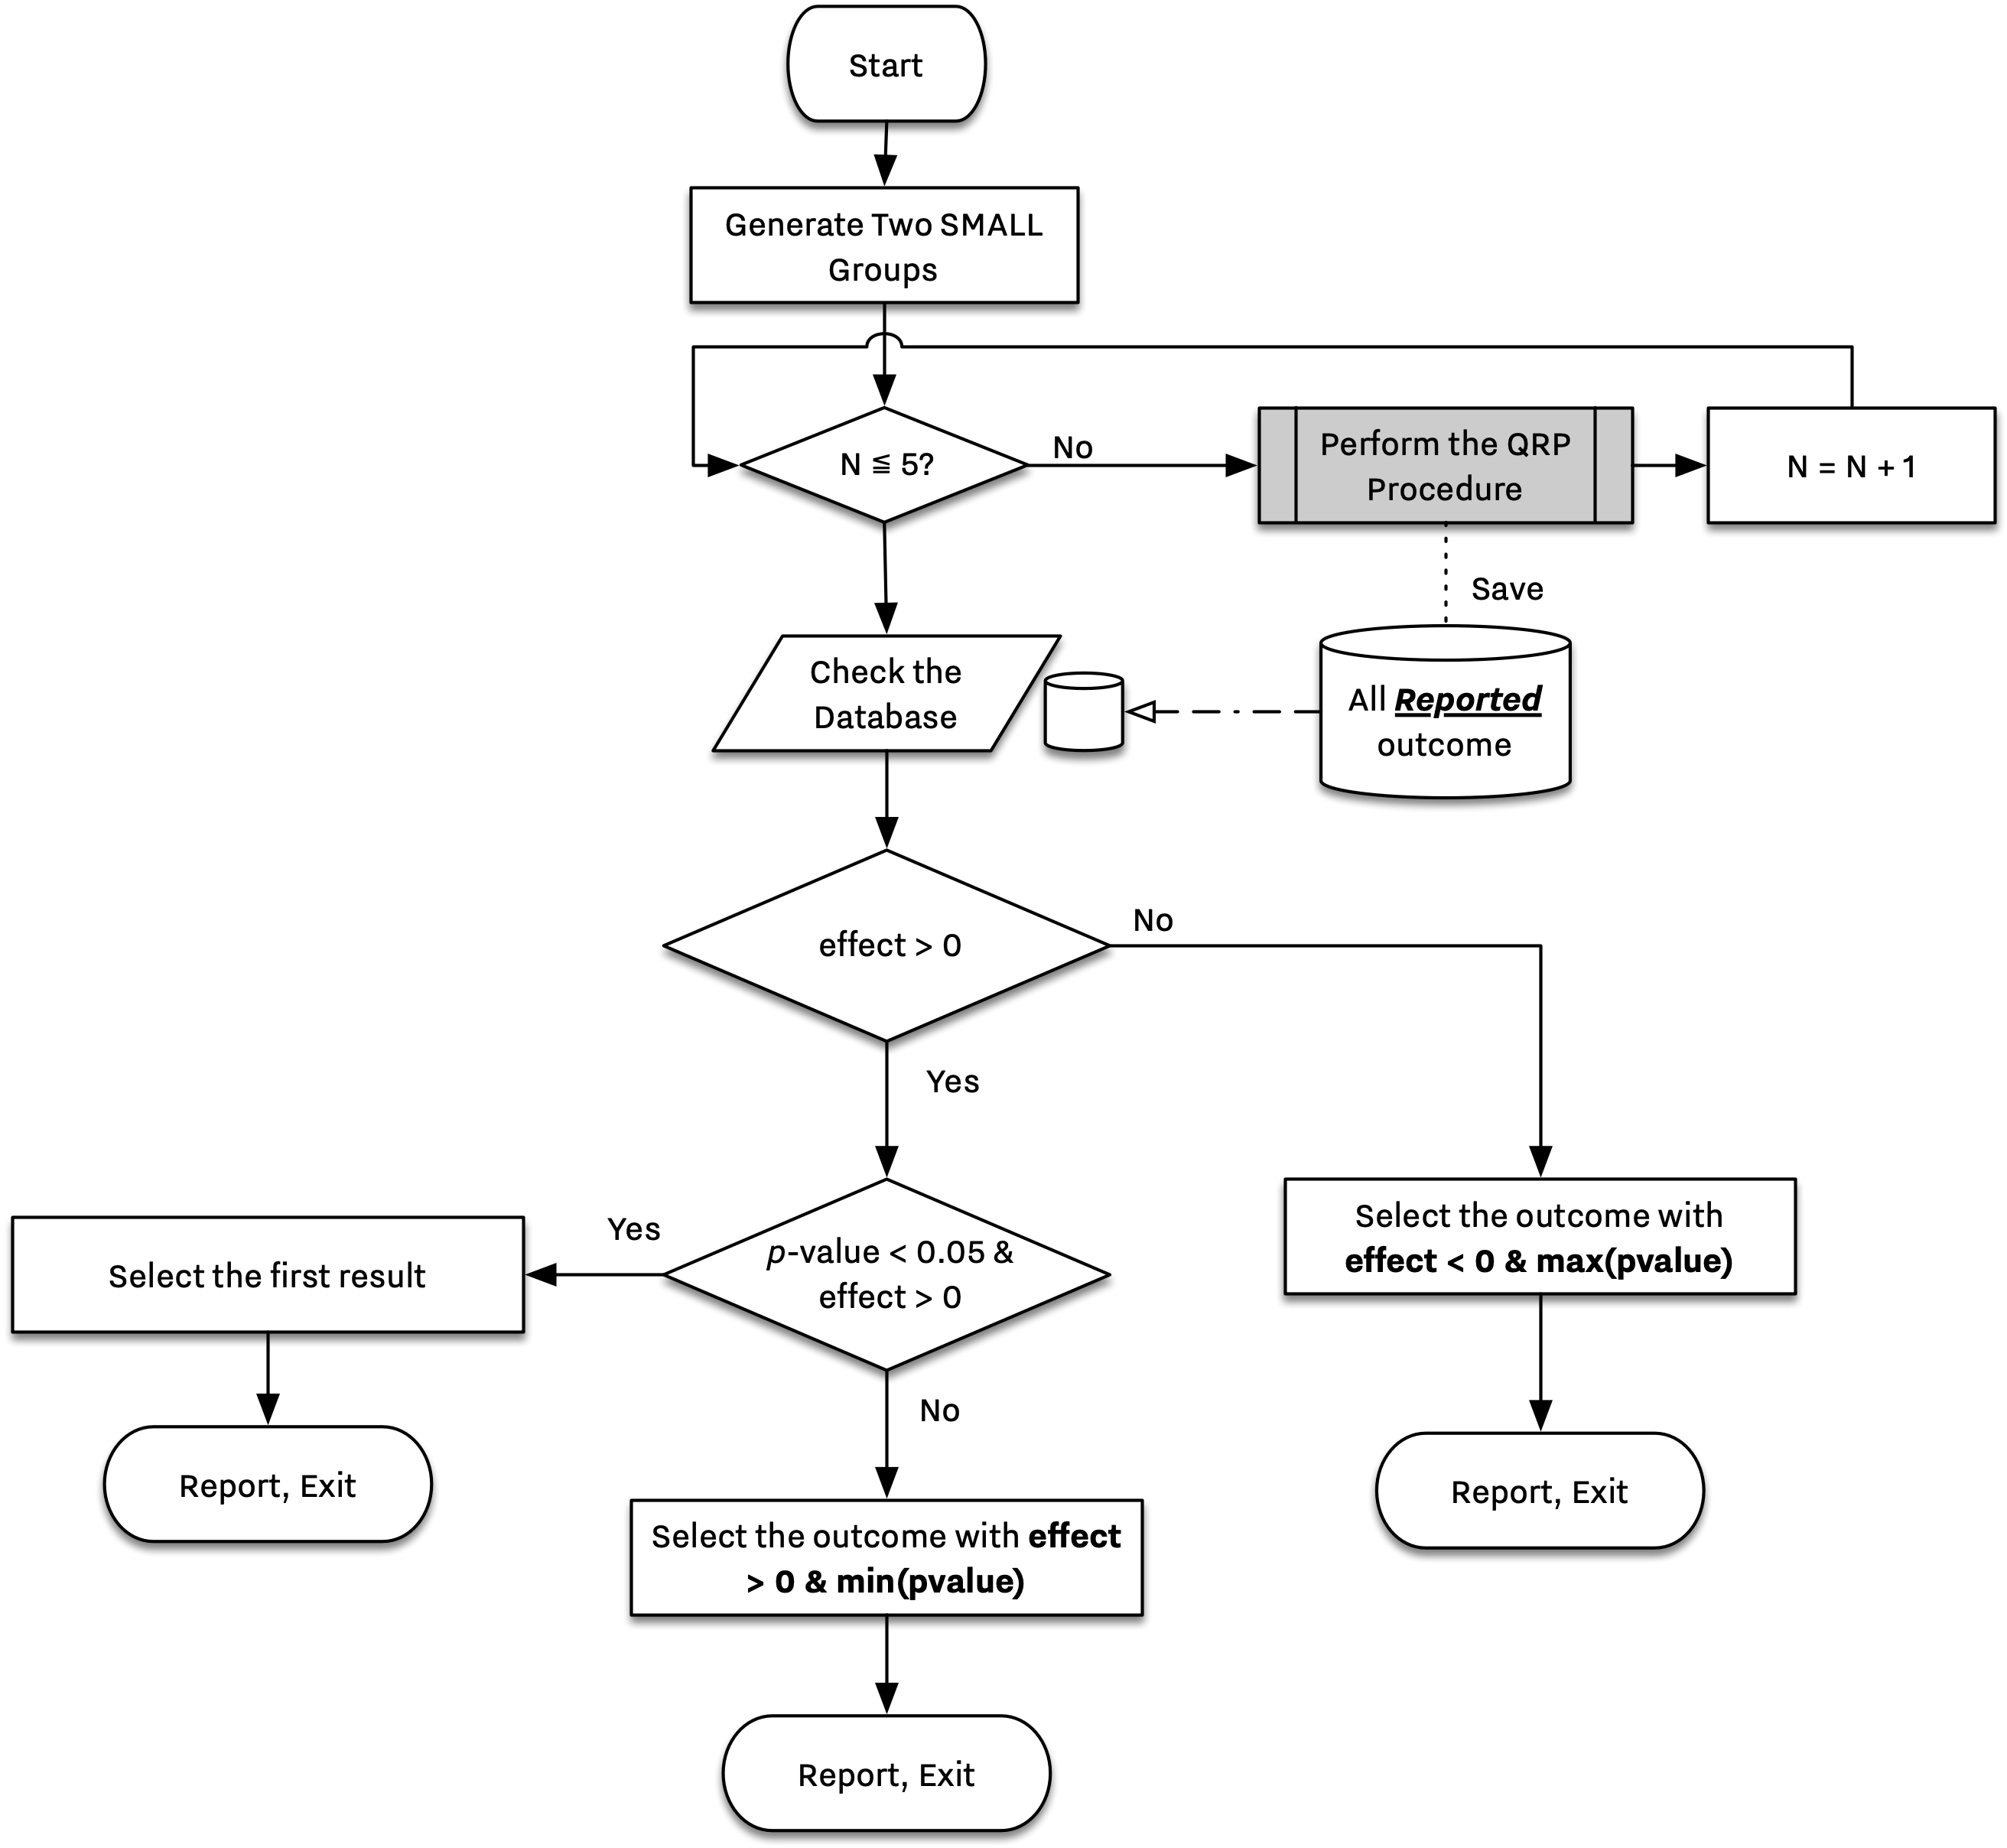 Start
Generate Two SMALL
Groups
N ≦ 5?
No
Perform the QRP
Procedure
N = N + 1
Save
Check the
Database
All Reported
outcome
effect > 0
No
Yes
p-value < 0.05 &
effect > 0
Yes
Select the first result
Select the outcome with
effect < 0 & max(pvalue)
No
Report, Exit
Report, Exit
Select the outcome with effect
> 0 & min(pvalue)
Report, Exit